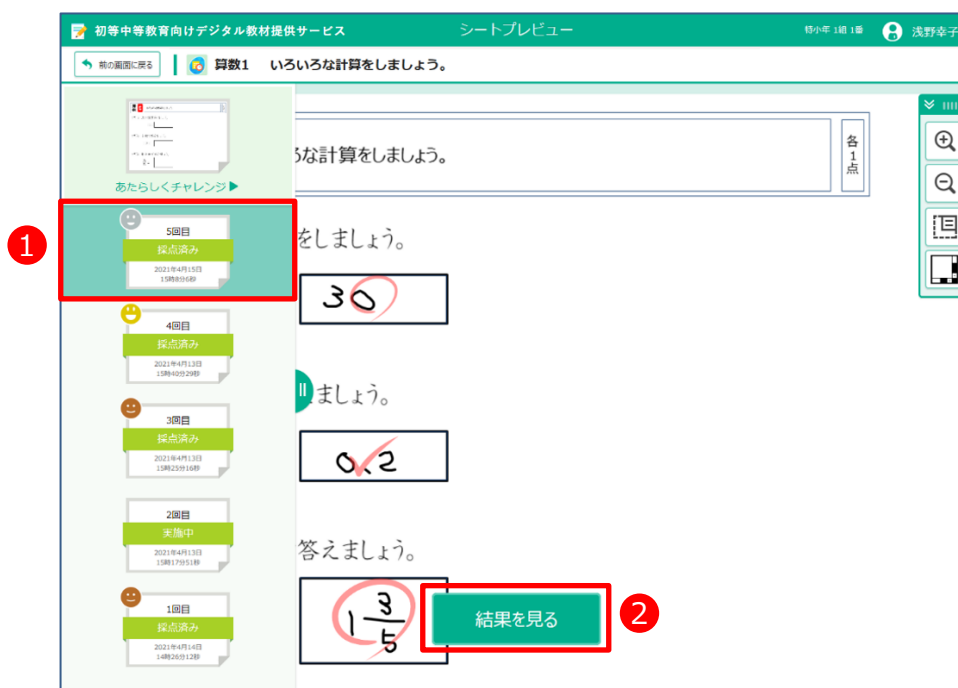 初等中等教育向けデジタル教材提供サービス
シートプレビュー
特小年 1組 1番
浅野幸子
前の画面に戻る
算数1 いろいろな計算をしましょう。
あたらしくチャレンジ▶
ろな計算をしましょう。
各1点
1
5回目
採点済み
2021年4月15日
15時8分6秒
をしましょう。
30
4回目
採点済み
2021年4月13日
15時40分29秒
ましょう。
3回目
採点済み
2021年4月13日
15時25分16秒
0.2
2回目
実施中
2021年4月13日
15時17分51秒
答えましょう。
1回目
採点済み
2021年4月14日
14時26分12秒
1 3/5
結果を見る
2